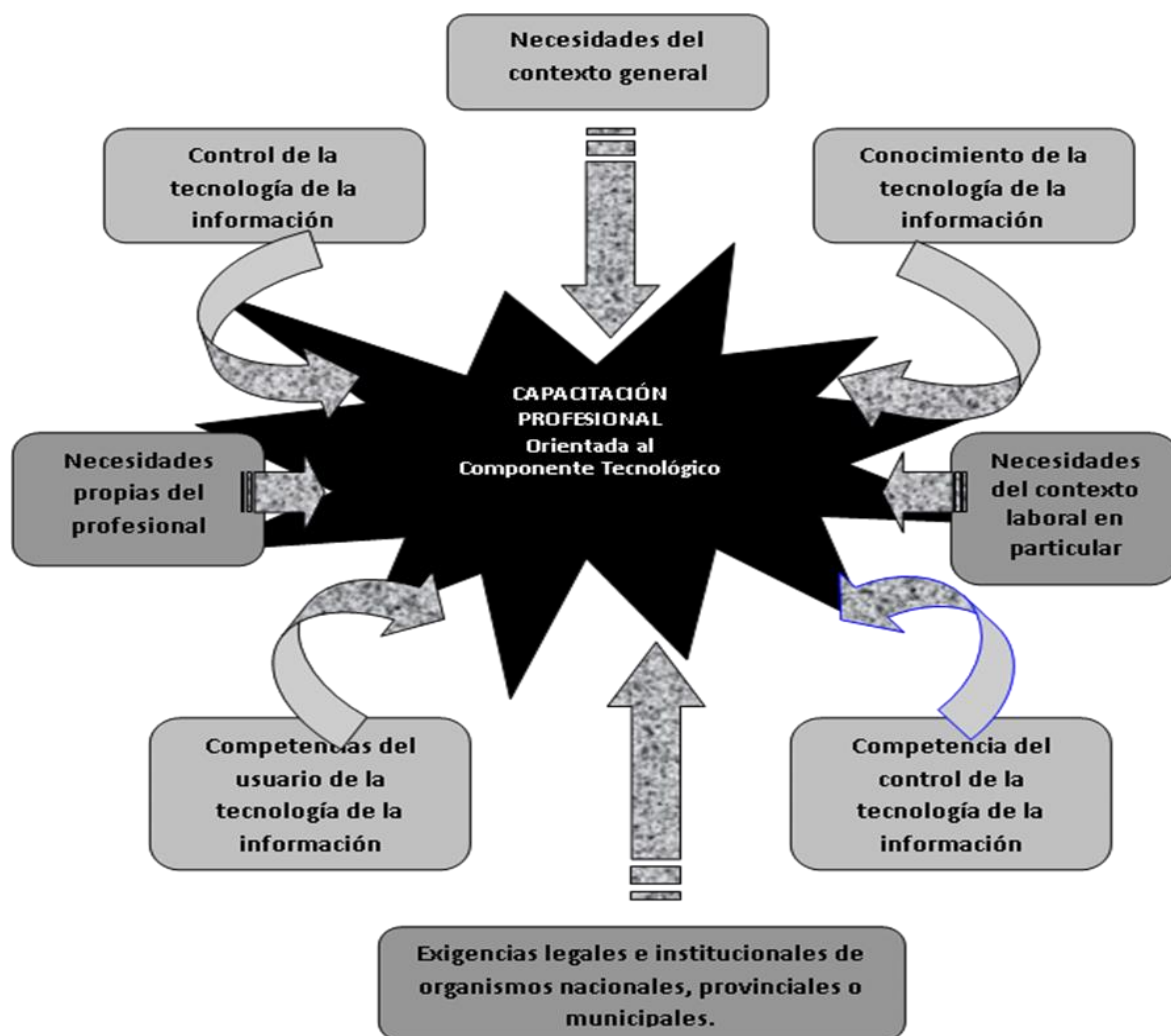 Necesidades del
contexto general
Control de la
tecnología de la
información
Conocimiento de la
tecnología de la
información
CAPACITACIÓN
PROFESIONAL
Orientada al
Componente Tecnológico
Necesidades
propias del
profesional
Necesidades
del contexto
laboral en
particular
Competencias del
usuario de la
tecnología de la
información
Competencia del
control de la
tecnología de la
información
Exigencias legales e institucionales de
organismos nacionales, provinciales o
municipales.